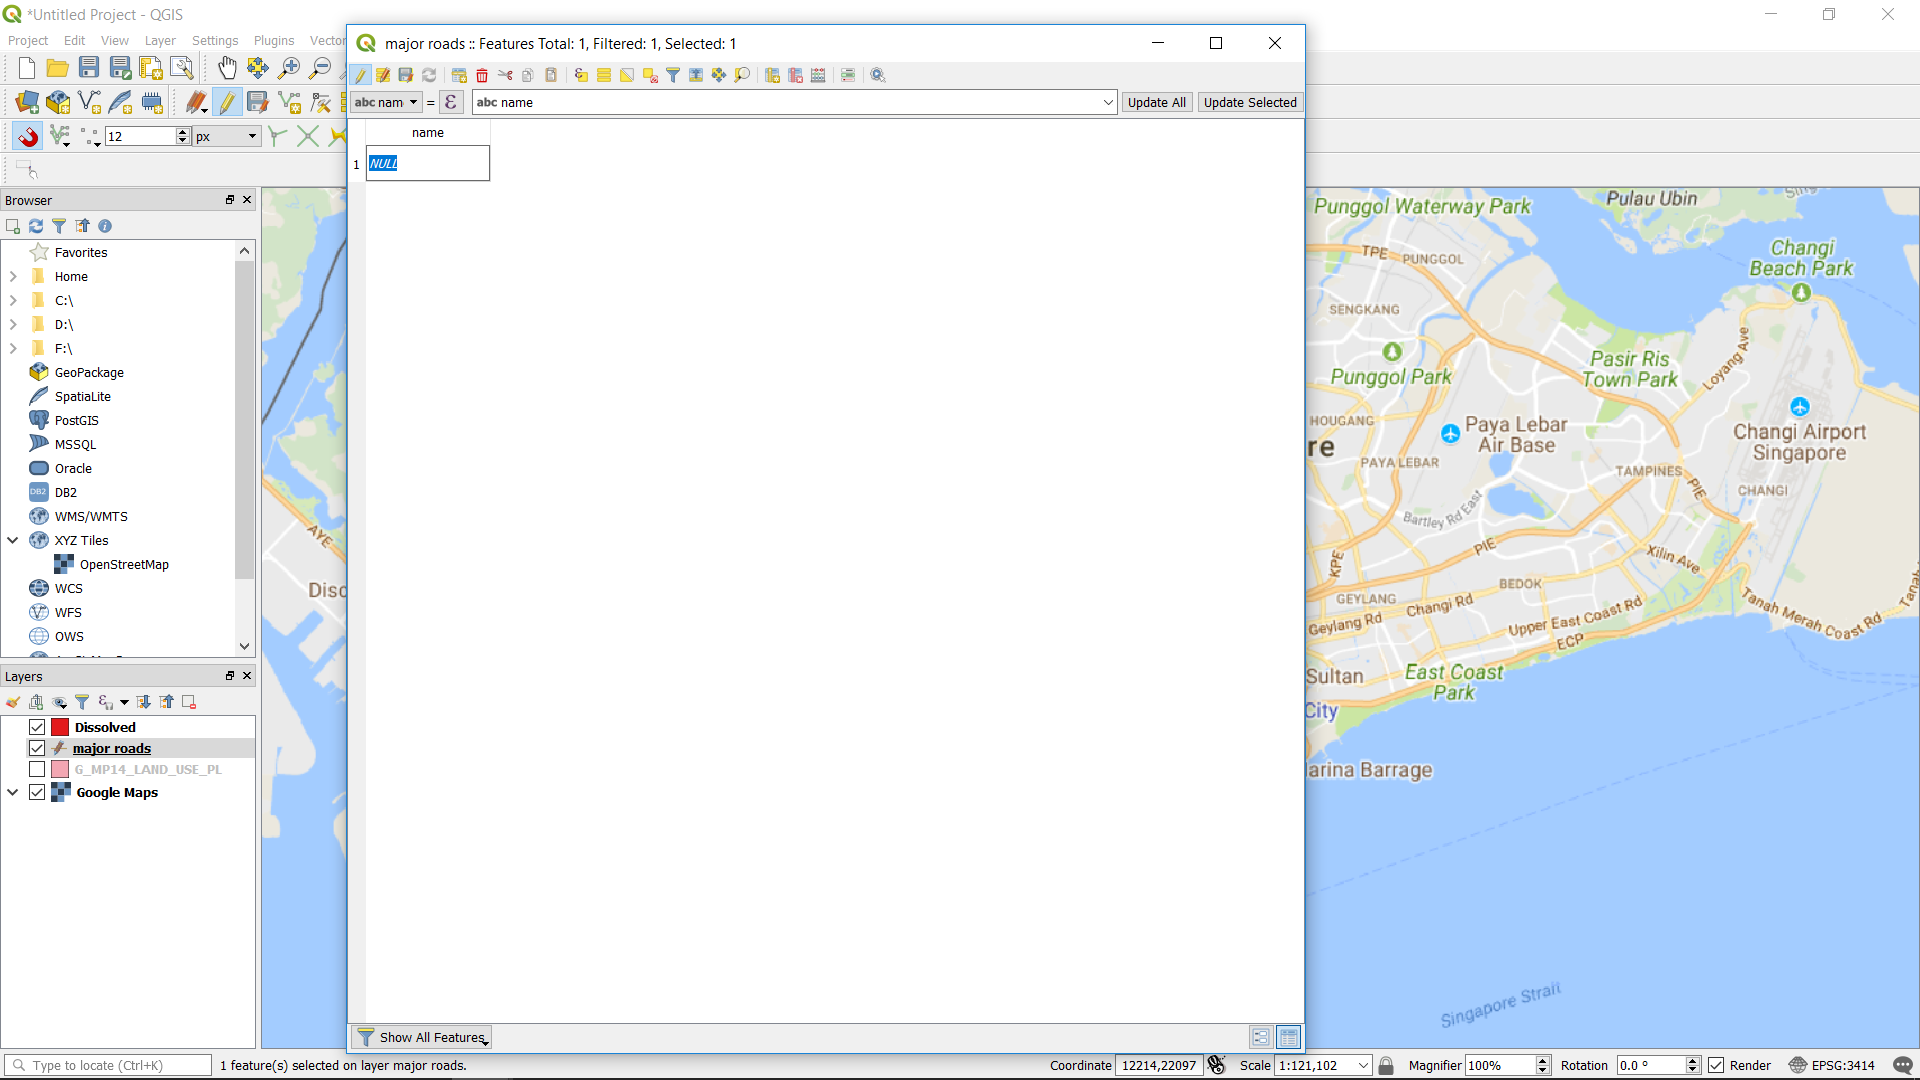 *Untitled Project - QGIS
Project Edit View Layer Settings Plugins Vector
major roads :: Features Total: 1, Filtered: 1, Selected: 1
abc nam = ε abc name Update All Update Selected
name
1 NULL
12 px
Browser
Favorites
Home
C:\
D:\
F:\
GeoPackage
SpatiaLite
PostGIS
MSSQL
Oracle
DB2 DB2
WMS/WMTS
XYZ Tiles
OpenStreetMap
WCS
WFS
OWS
Layers
Dissolved
major roads
G_MP14_LAND_USE_PL
Google Maps
AYE
Disc
Punggol Waterway Park
Pulau Ubin
TPE
PUNGGOL
Changi
Beach Park
SENGKANG
Punggol Park
Pasir Ris
Town Park
Loyang Ave
HOUGANG
Paya Lebar
Air Base
Changi Airport
Singapore
re
PAYA LEBAR
TAMPINES
PIE
CHANGI
Bartley Rd East
PIE
KPE
Xilin Ave
BEDOK
GEYLANG
Changi Rd
Geylang Rd
Upper East Coast Rd
ECP
Tanah Merah Coast Rd
Sultan
East Coast
Park
City
arina Barrage
Singapore Strait
Show All Features
Type to locate (Ctrl+K) 1 feature(s) selected on layer major roads. Coordinate 12214,22097 Scale 1:121,102 Magnifier 100% Rotation 0.0 ° Render EPSG:3414